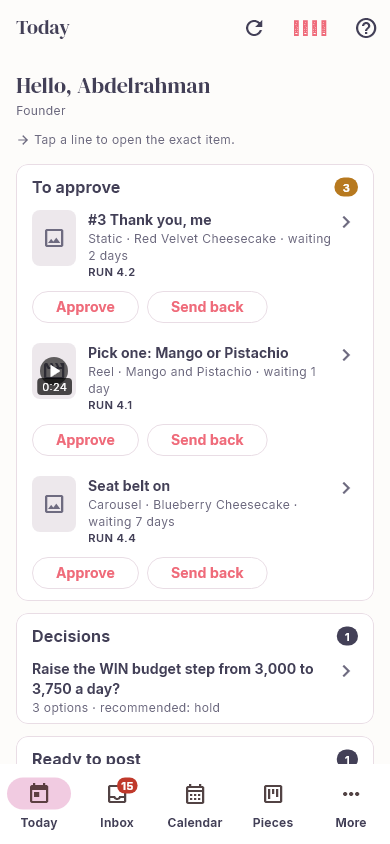 Today
Hello, Abdelrahman
Founder
→ Tap a line to open the exact item.
To approve
3
#3 Thank you, me
Static · Red Velvet Cheesecake · waiting
2 days
RUN 4.2
Approve
Send back
Pick one: Mango or Pistachio
Reel · Mango and Pistachio · waiting 1
day
0:24
RUN 4.1
Approve
Send back
Seat belt on
Carousel · Blueberry Cheesecake ·
waiting 7 days
RUN 4.4
Approve
Send back
Decisions
1
Raise the WIN budget step from 3,000 to
3,750 a day?
3 options · recommended: hold
Ready to post
1
Today
Inbox
15
Calendar
Pieces
More